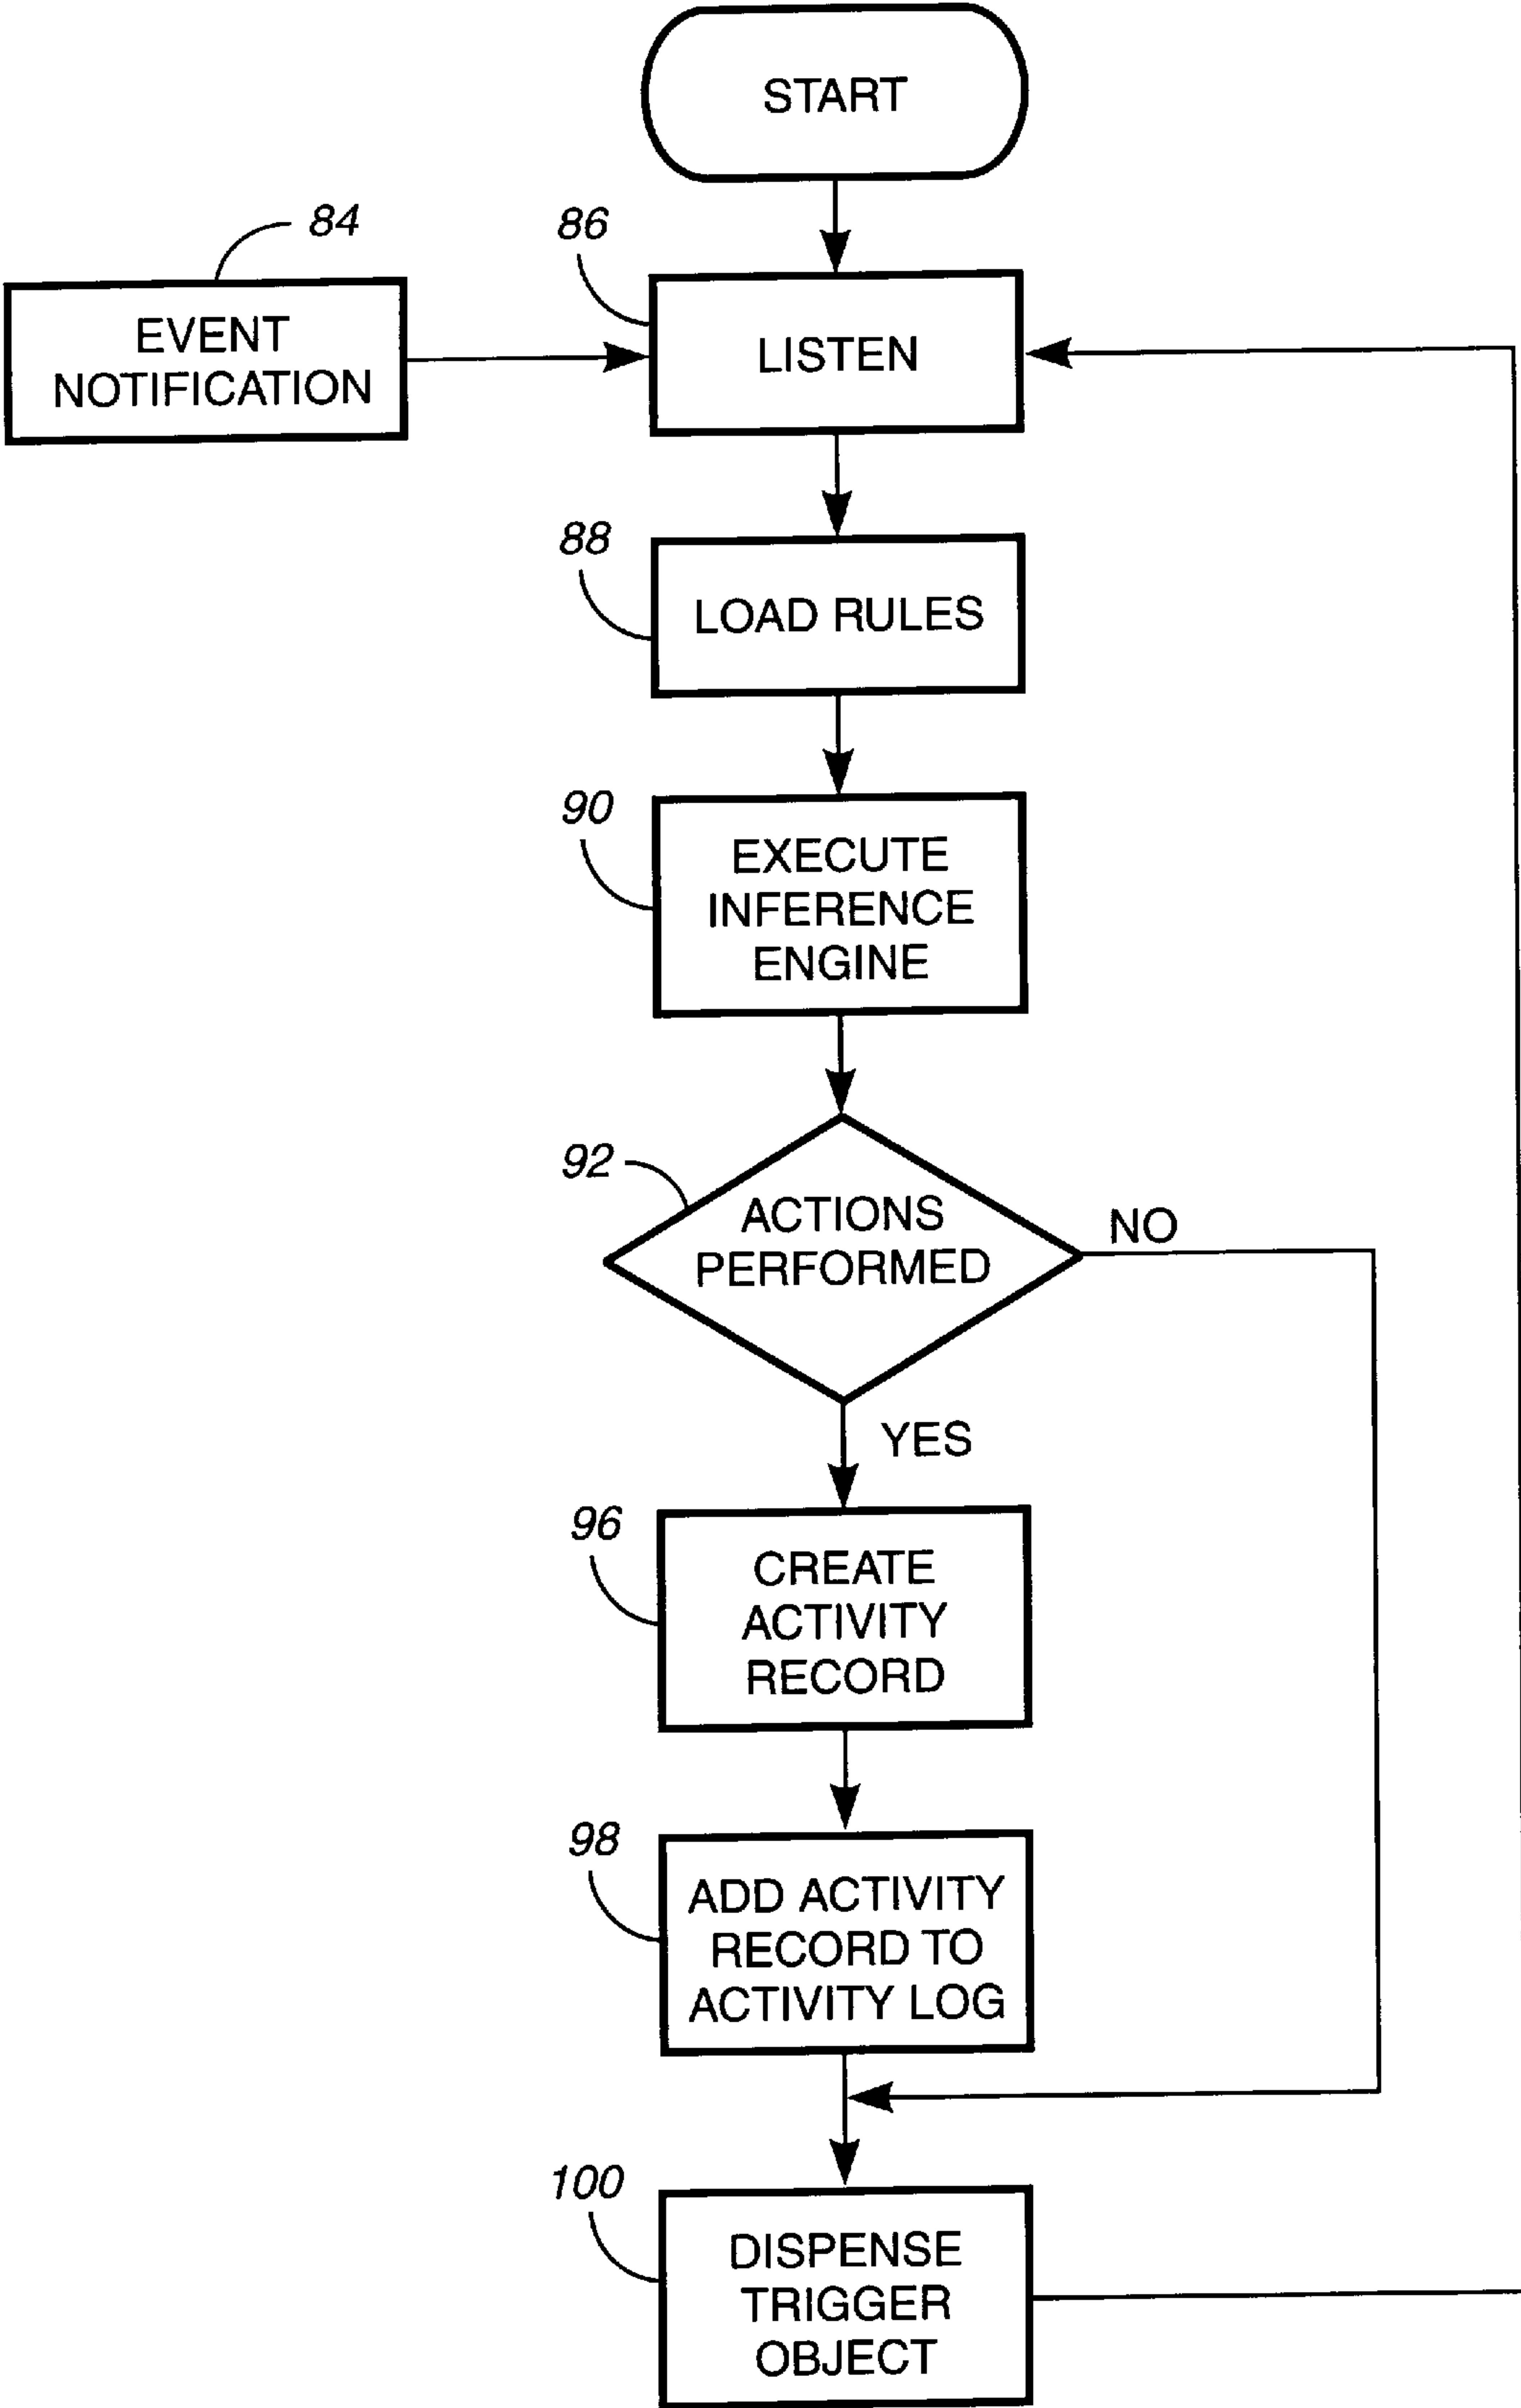 START
84
86
EVENT
NOTIFICATION
LISTEN
88
LOAD RULES
90
EXECUTE
INFERENCE
ENGINE
92
ACTIONS
PERFORMED
NO
YES
96
CREATE
ACTIVITY
RECORD
98
ADD ACTIVITY
RECORD TO
ACTIVITY LOG
100
DISPENSE
TRIGGER
OBJECT